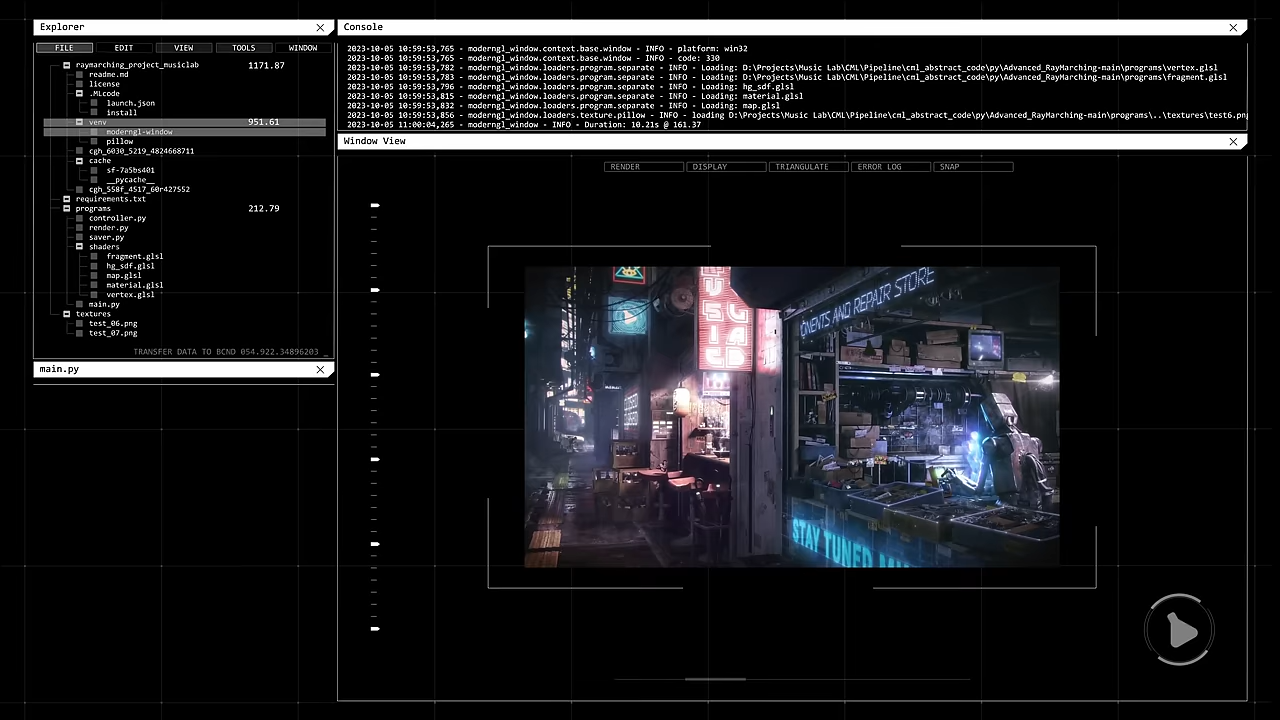 Explorer
FILE EDIT VIEW TOOLS WINDOW
raymarching_project_musiclab 1171.87
readme.md
license
.MLcode
launch.json
install
venv 951.61
moderngl-window
pillow
cgh_6030_5219_4824668711
cache
sf-7a5bs401
__pycache__
cgh_558f_4517_60r427552
requirements.txt
programs 212.79
controller.py
render.py
saver.py
shaders
fragment.glsl
hg_sdf.glsl
map.glsl
material.glsl
vertex.glsl
main.py
textures
test_06.png
test_07.png
TRANSFER DATA TO BCND 054.922.34896203 _
main.py
Console
2023-10-05 10:59:53,765 - moderngl_window.context.base.window - INFO - platform: win32
2023-10-05 10:59:53,765 - moderngl_window.context.base.window - INFO - code: 330
2023-10-05 10:59:53,782 - moderngl_window.loaders.program.separate - INFO - Loading: D:\Projects\Music Lab\CML\Pipeline\cml_abstract_code\py\Advanced_RayMarching-main\programs\vertex.glsl
2023-10-05 10:59:53,783 - moderngl_window.loaders.program.separate - INFO - Loading: D:\Projects\Music Lab\CML\Pipeline\cml_abstract_code\py\Advanced_RayMarching-main\programs\fragment.glsl
2023-10-05 10:59:53,796 - moderngl_window.loaders.program.separate - INFO - Loading: hg_sdf.glsl
2023-10-05 10:59:53,815 - moderngl_window.loaders.program.separate - INFO - Loading: material.glsl
2023-10-05 10:59:53,832 - moderngl_window.loaders.program.separate - INFO - Loading: map.glsl
2023-10-05 10:59:53,856 - moderngl_window.loaders.texture.pillow - INFO - loading D:\Projects\Music Lab\CML\Pipeline\cml_abstract_code\py\Advanced_RayMarching-main\programs\..\textures\test6.png
2023-10-05 11:00:04,265 - moderngl_window - INFO - Duration: 10.21s @ 161.37
Window View
RENDER DISPLAY TRIANGULATE ERROR LOG SNAP
ONENTS AND REPAIR STORE
STAY TUNED